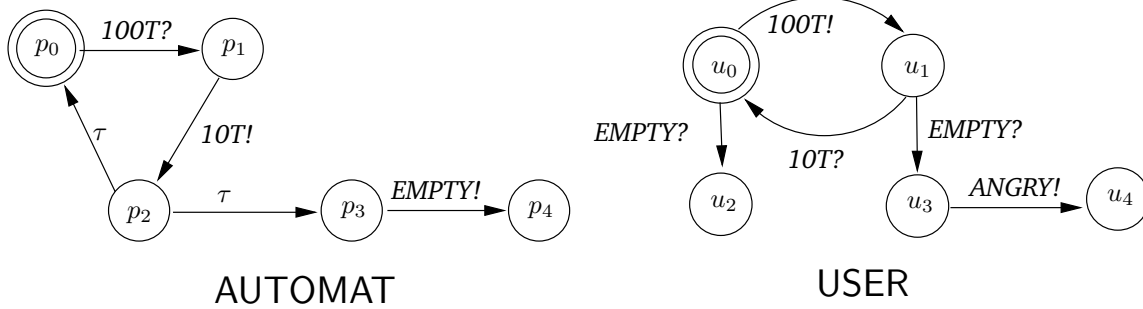 100T?
p0
p1
τ
10T!
τ
EMPTY!
p2
p3
p4
AUTOMAT
100T!
u0
u1
EMPTY?
10T?
EMPTY?
ANGRY!
u2
u3
u4
USER